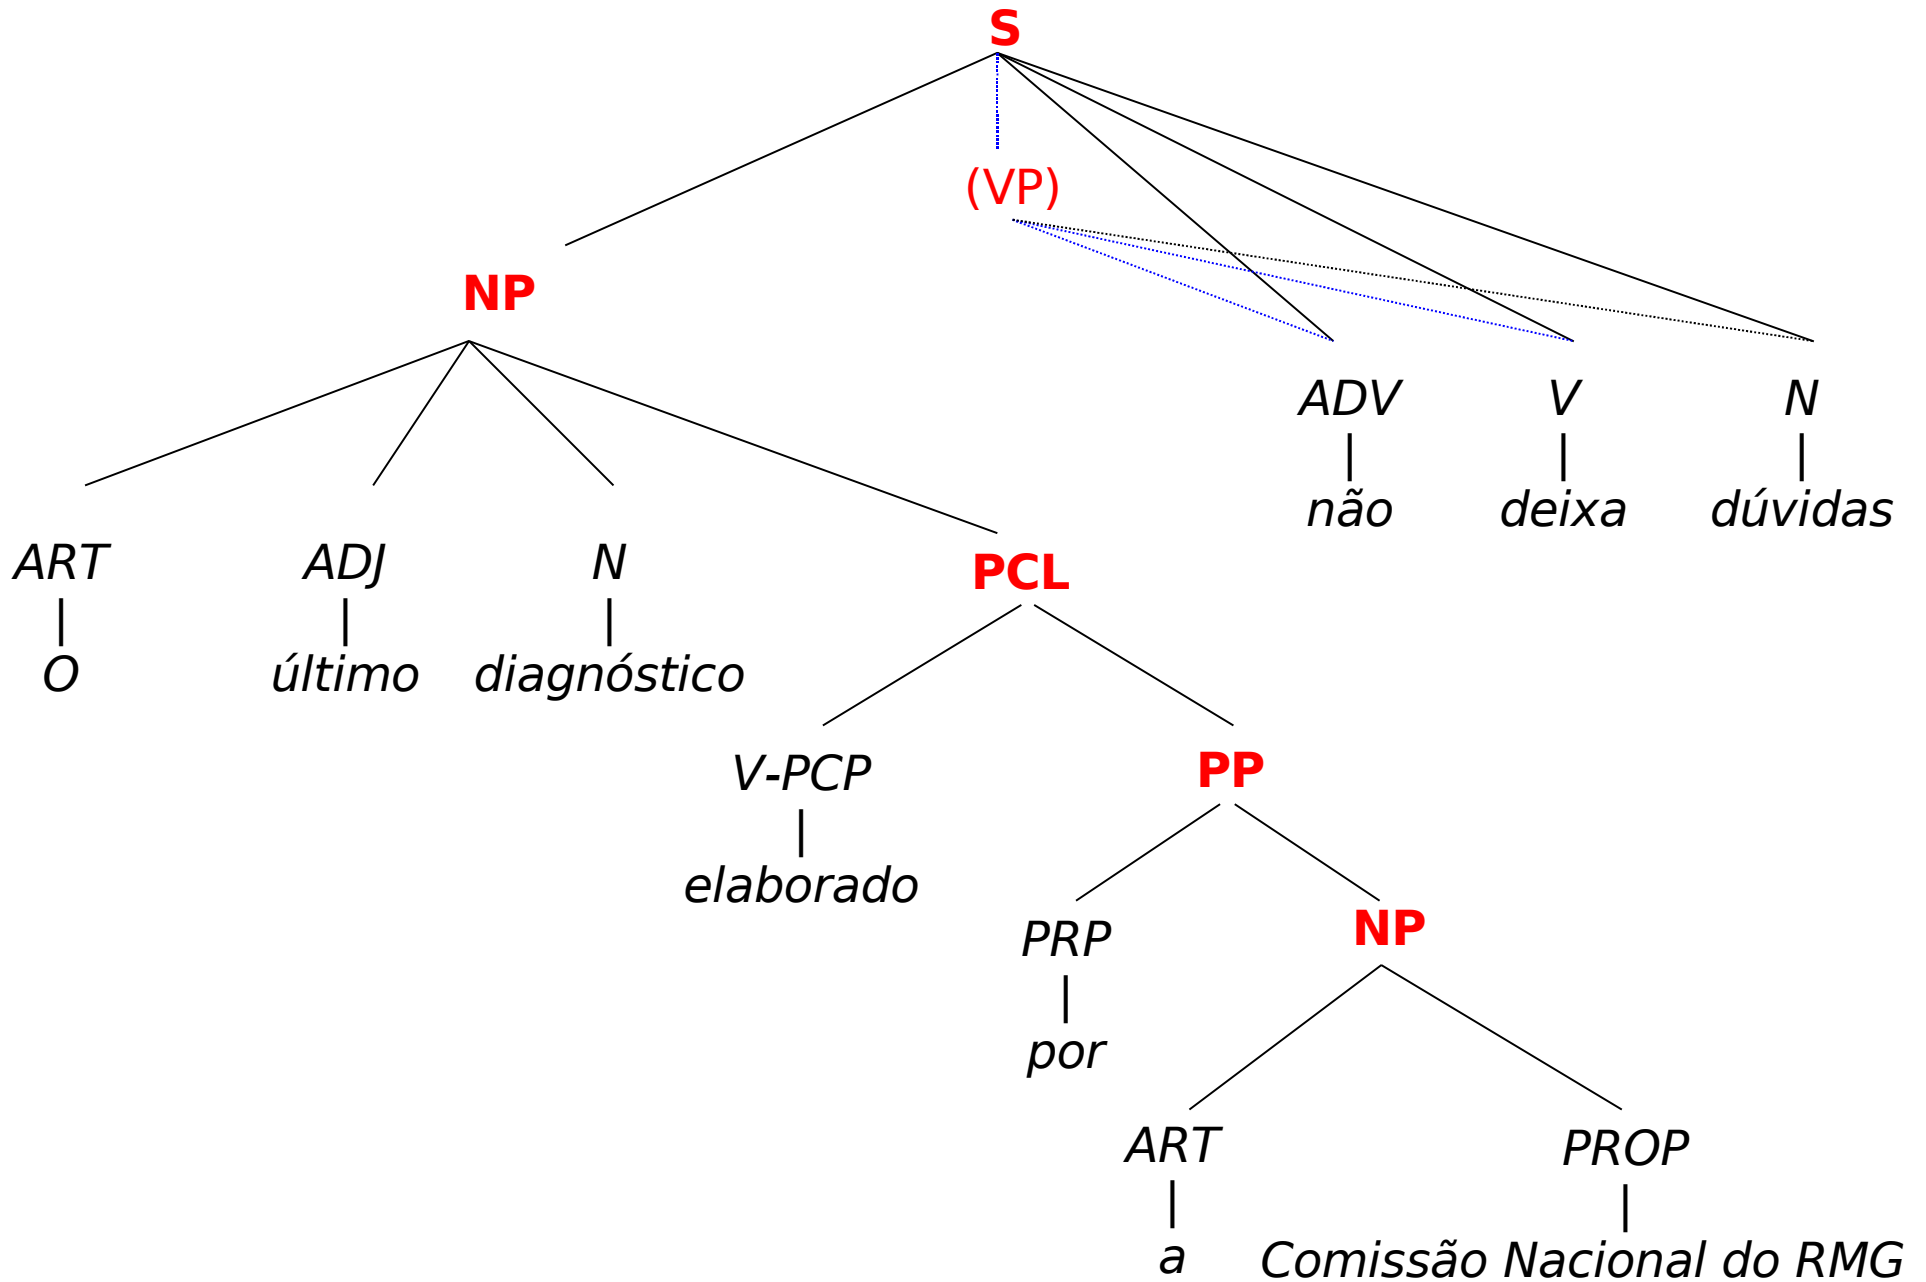 S
(VP)
NP
ADV V N
| | |
não deixa dúvidas
ART ADJ N PCL
| | |
O último diagnóstico
V-PCP PP
|
elaborado
PRP NP
|
por
ART PROP
| |
a Comissão Nacional do RMG